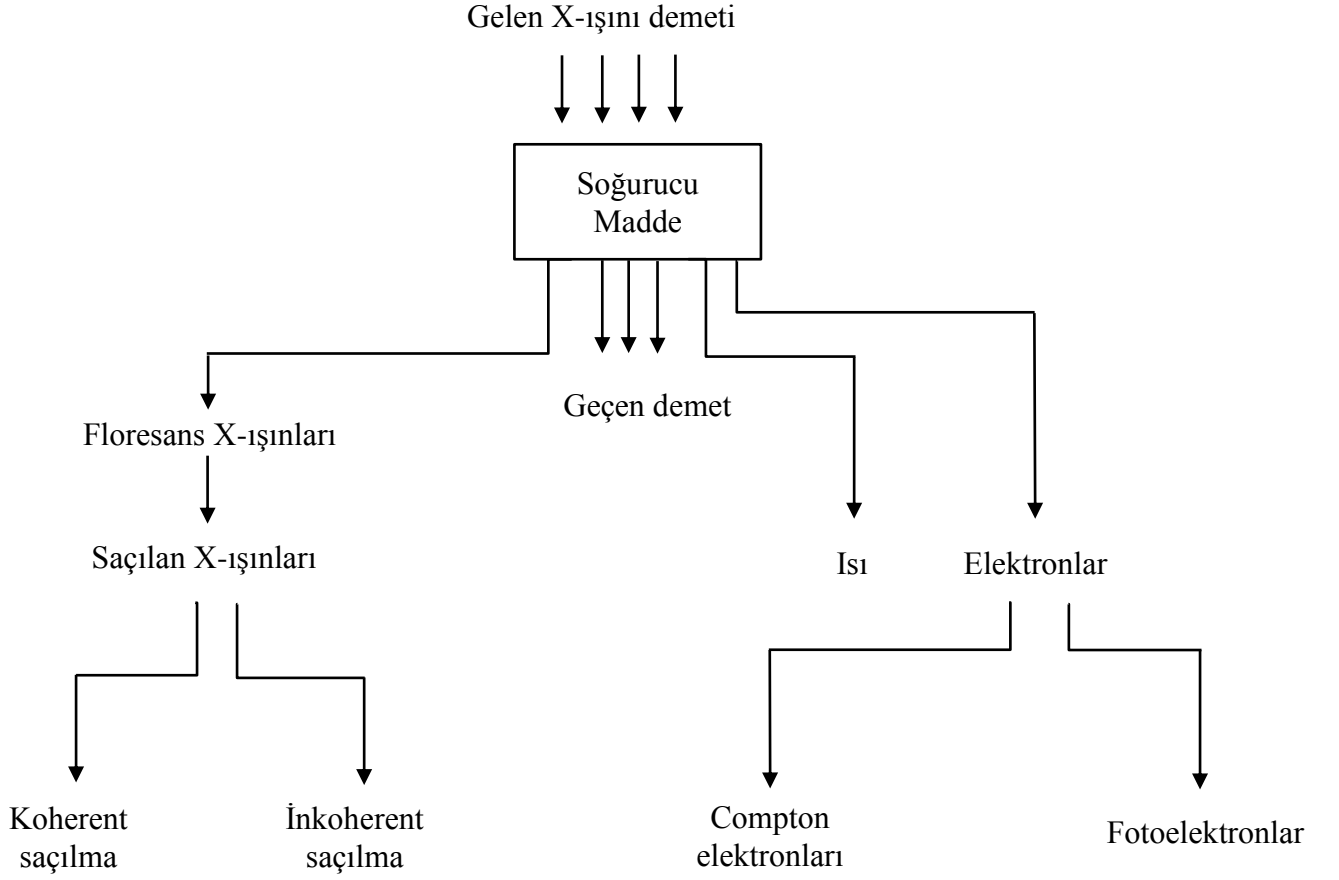 Gelen X-ışını demeti
Soğurucu
Madde
Geçen demet
Floresans X-ışınları
Saçılan X-ışınları
Isı
Elektronlar
Koherent
saçılma
İnkoherent
saçılma
Compton
elektronları
Fotoelektronlar